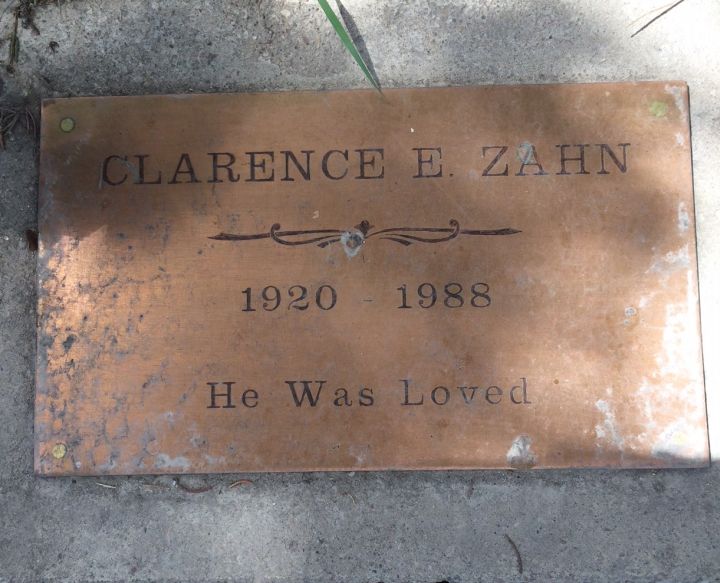 CLARENCE E. ZAHN
1920 - 1988
He Was Loved